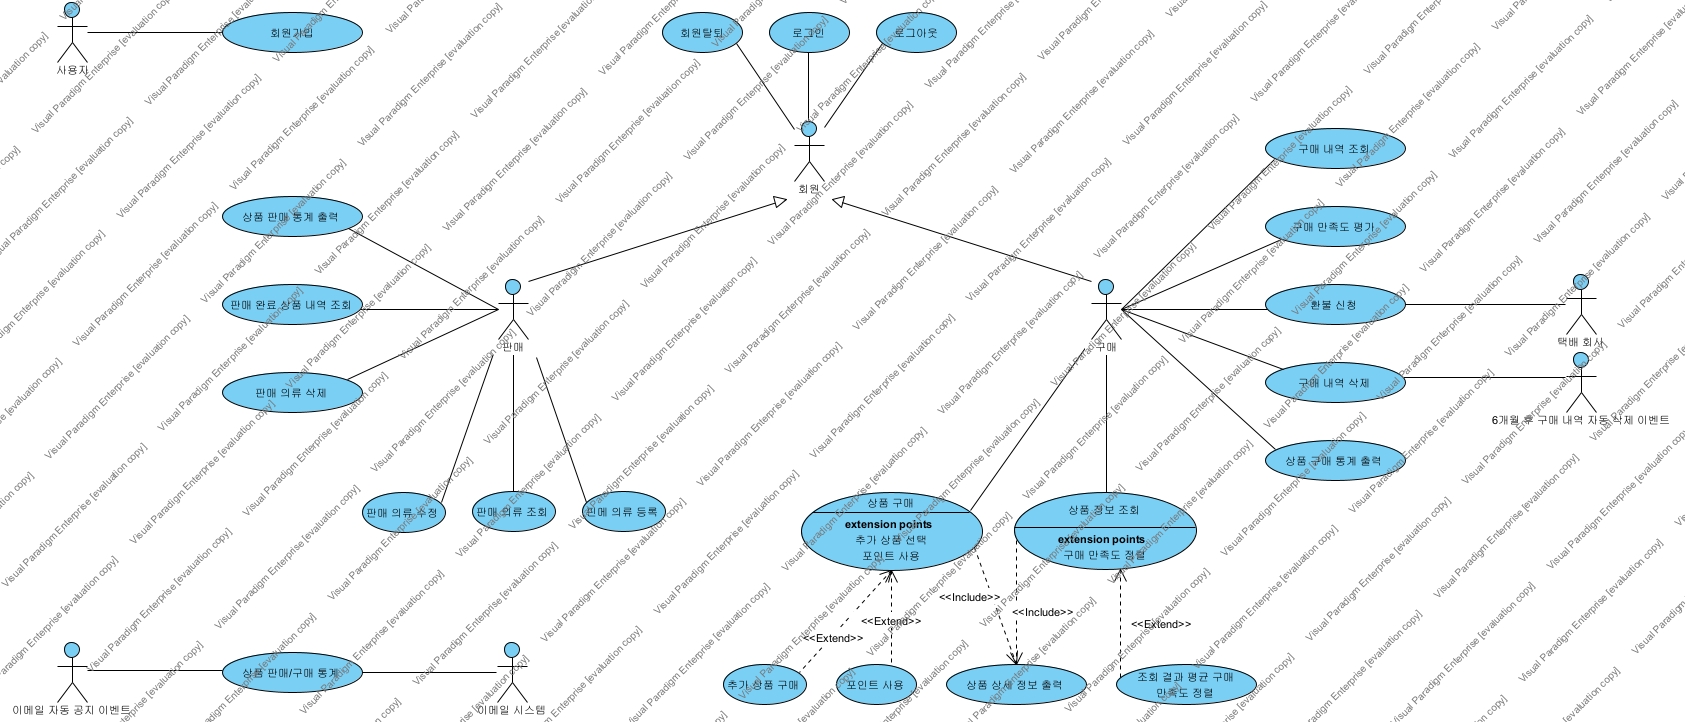 사용자
회원가입
회원탈퇴
로그인
로그아웃
회원
구매 내역 조회
상품 판매 통계 출력
구매 만족도 평가
판매 완료 상품 내역 조회
판매
구매
환불 신청
택배 회사
판매 의류 삭제
구매 내역 삭제
6개월 후 구매 내역 자동 삭제 이벤트
상품 구매 통계 출력
판매 의류 수정
판매 의류 조회
판매 의류 등록
상품 구매
extension points
추가 상품 선택
포인트 사용
상품 정보 조회
extension points
구매 만족도 정렬
<<Include>>
<<Include>>
<<Extend>>
<<Extend>>
<<Extend>>
이메일 자동 공지 이벤트
상품 판매/구매 통계
이메일 시스템
추가 상품 구매
포인트 사용
상품 상세 정보 출력
조회 결과 평균 구매
만족도 정렬
Visual Paradigm Enterprise [evaluation copy]